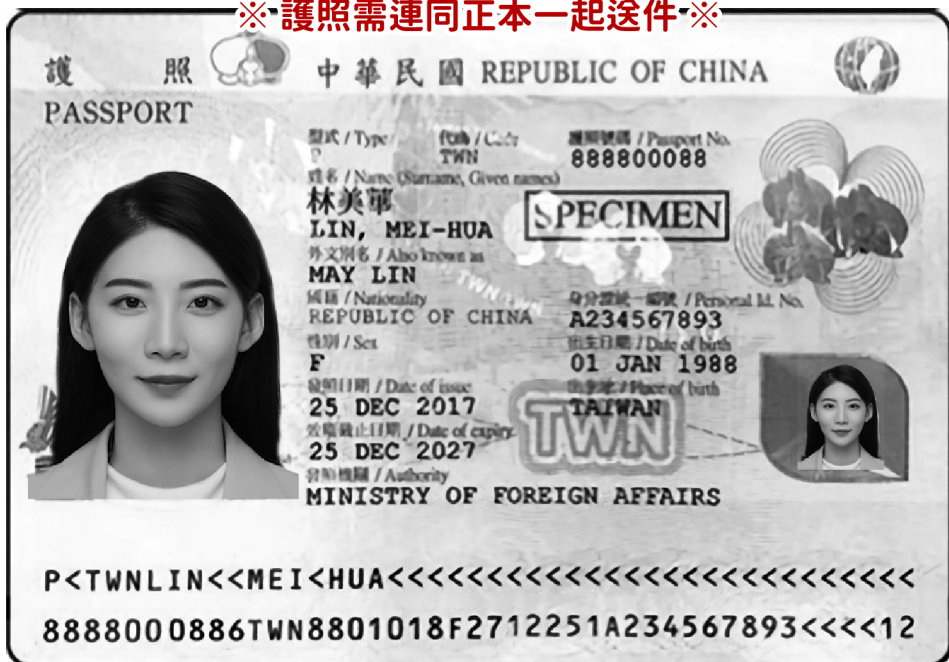 ※ 護照需連同正本一起送件 ※
護 照 中華民國 REPUBLIC OF CHINA
PASSPORT
型式 / Type 代碼 / Code 護照號碼 / Passport No.
P TWN 888800088
姓名 / Name (Surname, Given names)
林美華
SPECIMEN
LIN, MEI-HUA
外文別名 / Also known as
MAY LIN
TWN TWN
國籍 / Nationality 身分證統一編號 / Personal Id. No.
REPUBLIC OF CHINA A234567893
性別 / Sex 出生日期 / Date of birth
F 01 JAN 1988
發照日期 / Date of issue 出生地 / Place of birth
25 DEC 2017 TAIWAN
TWN
效期截止日期 / Date of expiry
25 DEC 2027
發照機關 / Authority
MINISTRY OF FOREIGN AFFAIRS
P<TWNLIN<<MEI<HUA<<<<<<<<<<<<<<<<<<<<<<<<<<<
8888000886TWN8801018F2712251A234567893<<<<12